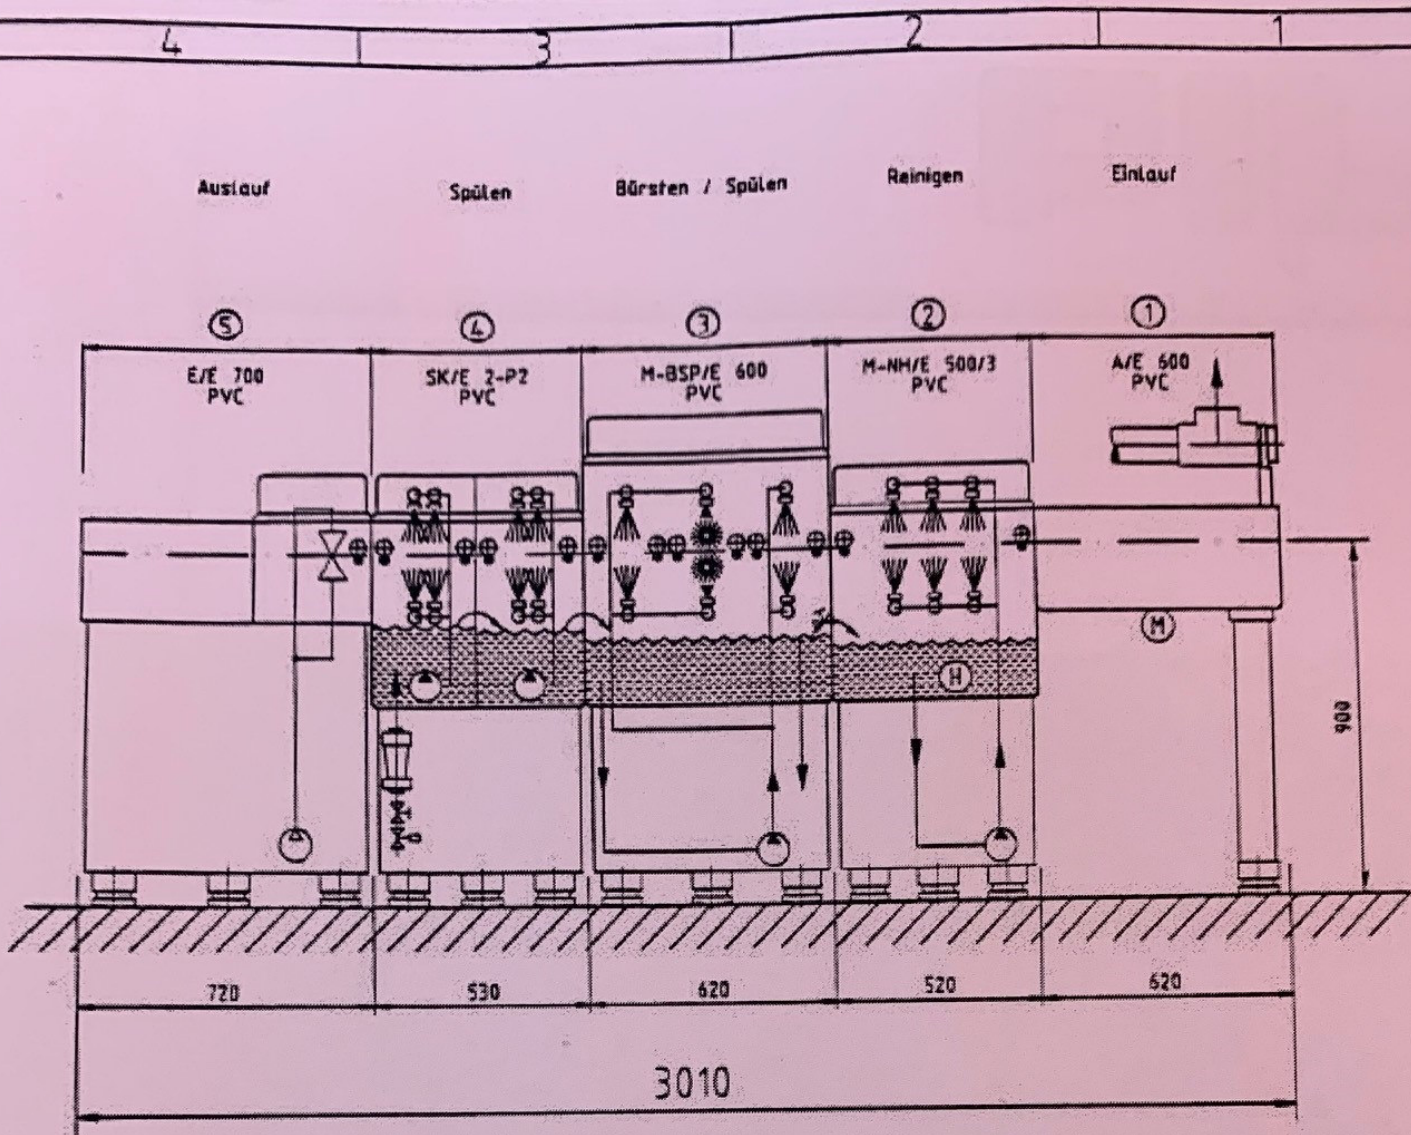 4 3 2 1
Auslauf Spülen Bürsten / Spülen Reinigen Einlauf
5 4 3 2 1
E/E 700 SK/E 2-P2 M-BSP/E 600 M-NH/E 500/3 A/E 600
PVC PVC PVC PVC PVC
H
M
900
720 530 620 520 620
3010